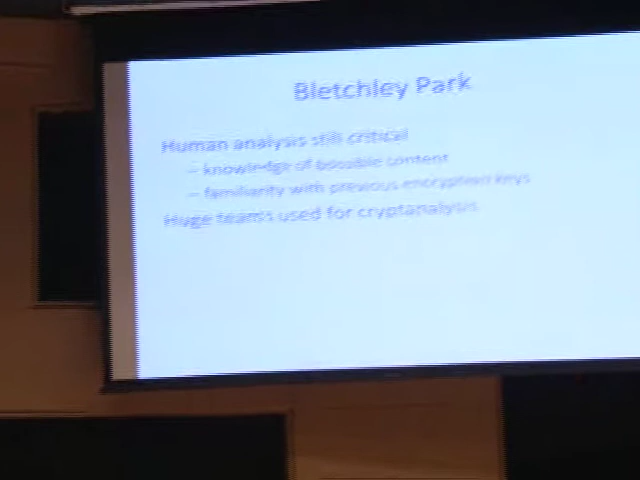 Bletchley Park
Human analysis still critical
– knowledge of possible content
– familiarity with previous encryption keys
Huge teams used for cryptanalysis